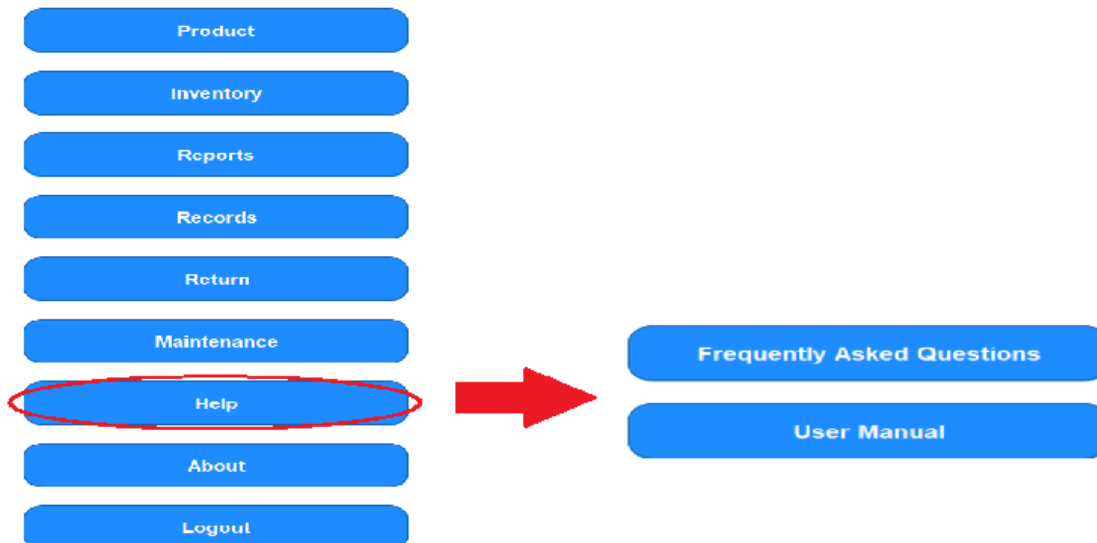 Product
Inventory
Reports
Records
Return
Maintenance
Help
About
Logout
Frequently Asked Questions
User Manual